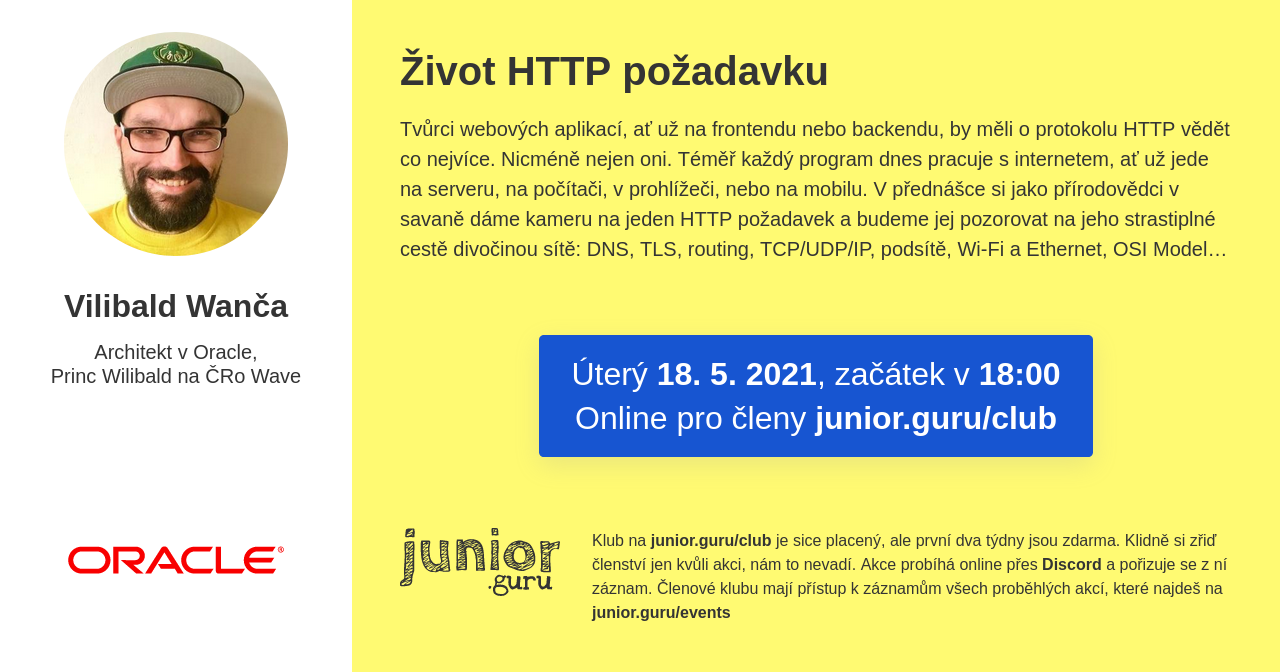 Vilibald Wanča
Architekt v Oracle,
Princ Wilibald na ČRo Wave
ORACLE®
Život HTTP požadavku
Tvůrci webových aplikací, ať už na frontendu nebo backendu, by měli o protokolu HTTP vědět
co nejvíce. Nicméně nejen oni. Téměř každý program dnes pracuje s internetem, ať už jede
na serveru, na počítači, v prohlížeči, nebo na mobilu. V přednášce si jako přírodovědci v
savaně dáme kameru na jeden HTTP požadavek a budeme jej pozorovat na jeho strastiplné
cestě divočinou sítě: DNS, TLS, routing, TCP/UDP/IP, podsítě, Wi-Fi a Ethernet, OSI Model…
Úterý 18. 5. 2021, začátek v 18:00
Online pro členy junior.guru/club
junior
.guru
Klub na junior.guru/club je sice placený, ale první dva týdny jsou zdarma. Klidně si zřiď
členství jen kvůli akci, nám to nevadí. Akce probíhá online přes Discord a pořizuje se z ní
záznam. Členové klubu mají přístup k záznamům všech proběhlých akcí, které najdeš na
junior.guru/events